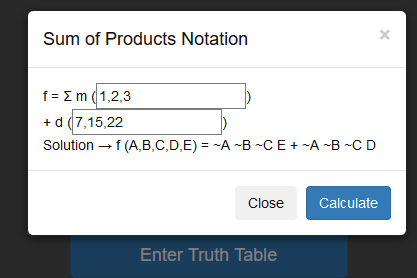 Sum of Products Notation ×
f = Σ m (1,2,3)
+ d (7,15,22)
Solution → f (A,B,C,D,E) = ~A ~B ~C E + ~A ~B ~C D
Close Calculate
Enter Truth Table